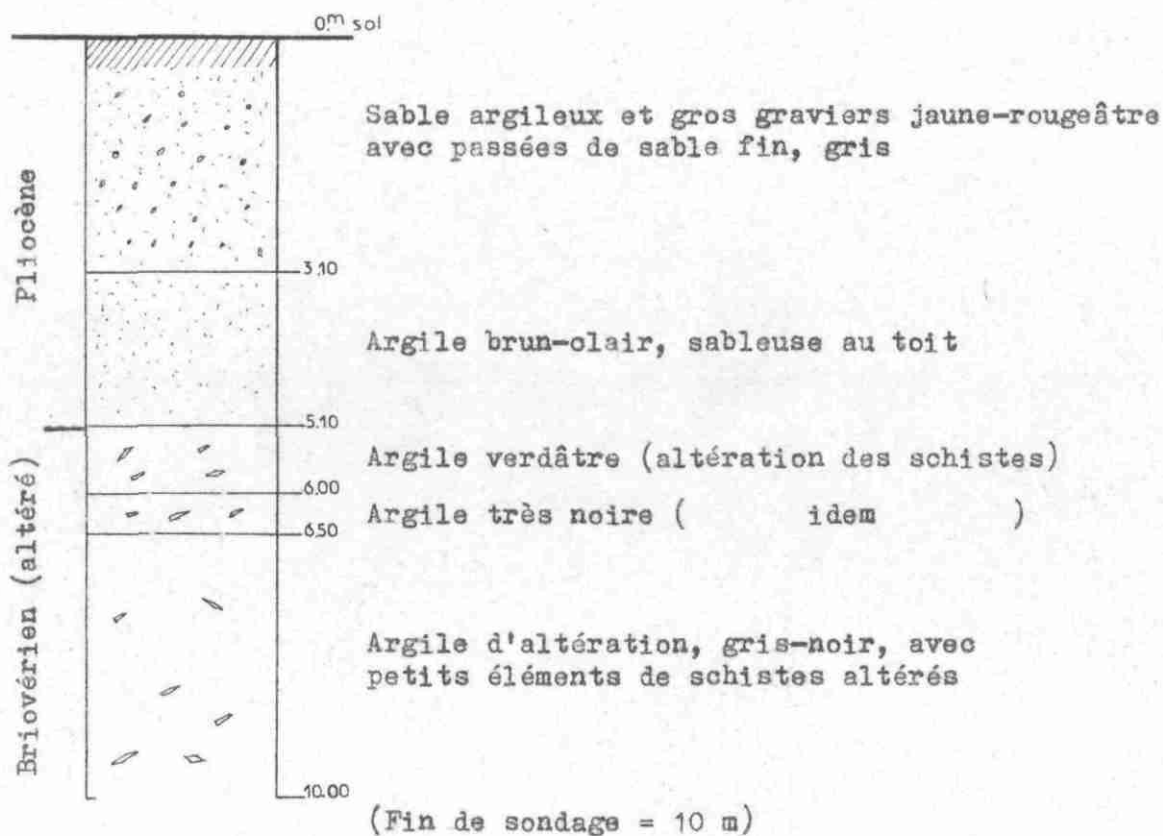 0.m sol
Sable argileux et gros graviers jaune-rougeâtre
avec passées de sable fin, gris
Pliocène
3.10
Argile brun-clair, sableuse au toit
5.10
Argile verdâtre (altération des schistes)
6.00
Argile très noire ( idem )
6.50
Briovérien (altéré)
Argile d'altération, gris-noir, avec
petits éléments de schistes altérés
10.00
(Fin de sondage = 10 m)